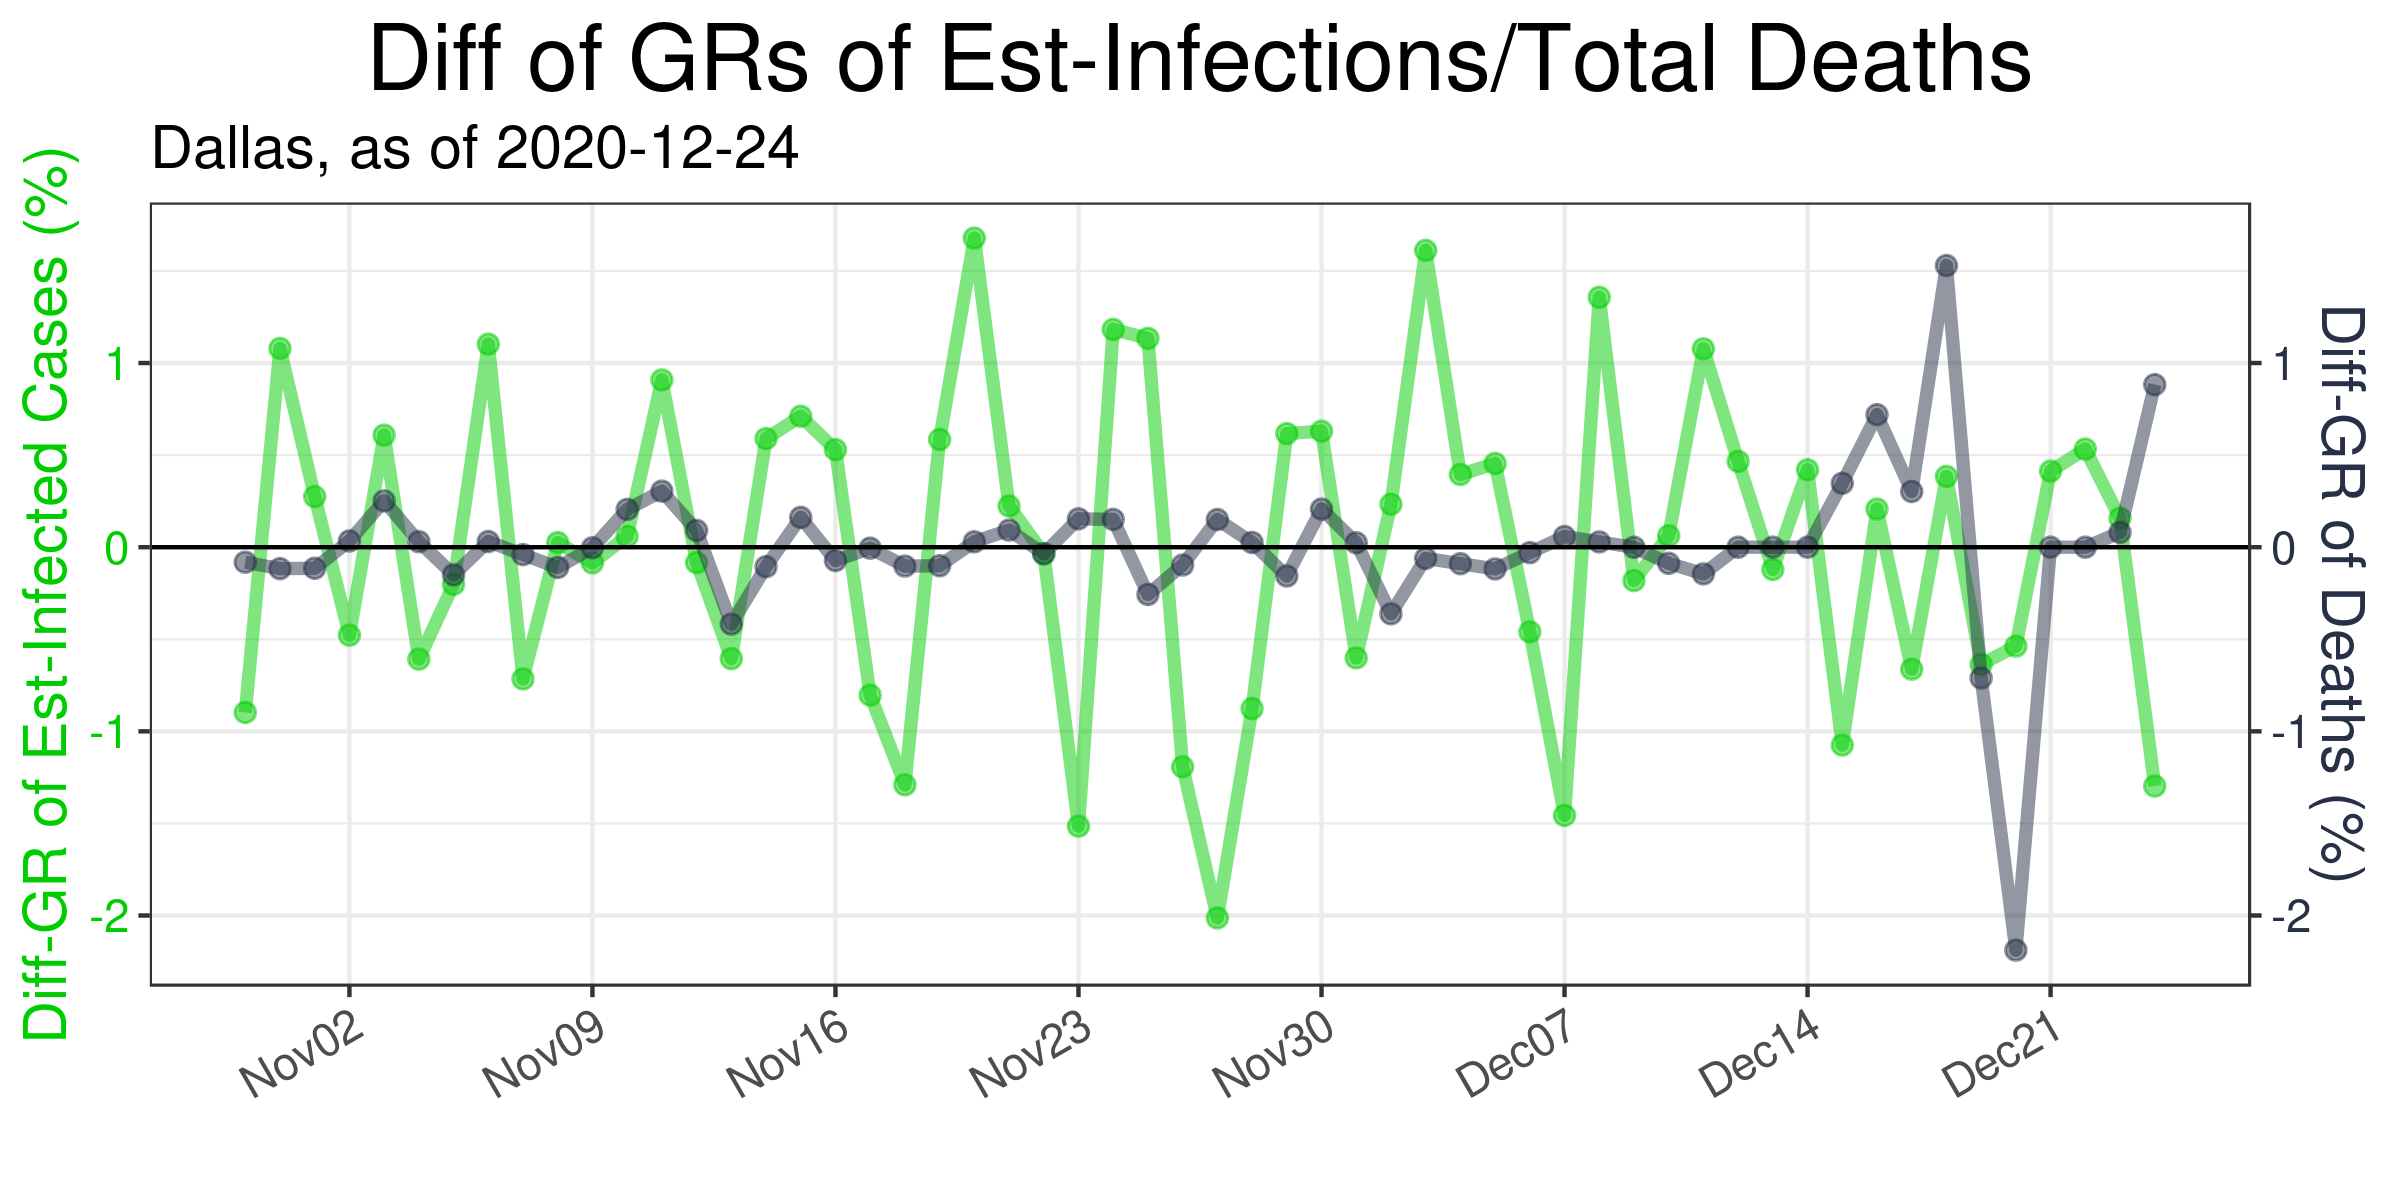 Diff of GRs of Est-Infections/Total Deaths
Dallas, as of 2020-12-24
Diff-GR of Est-Infected Cases (%)
1
0
-1
-2
1
0
-1
-2
Diff-GR of Deaths (%)
Nov02
Nov09
Nov16
Nov23
Nov30
Dec07
Dec14
Dec21